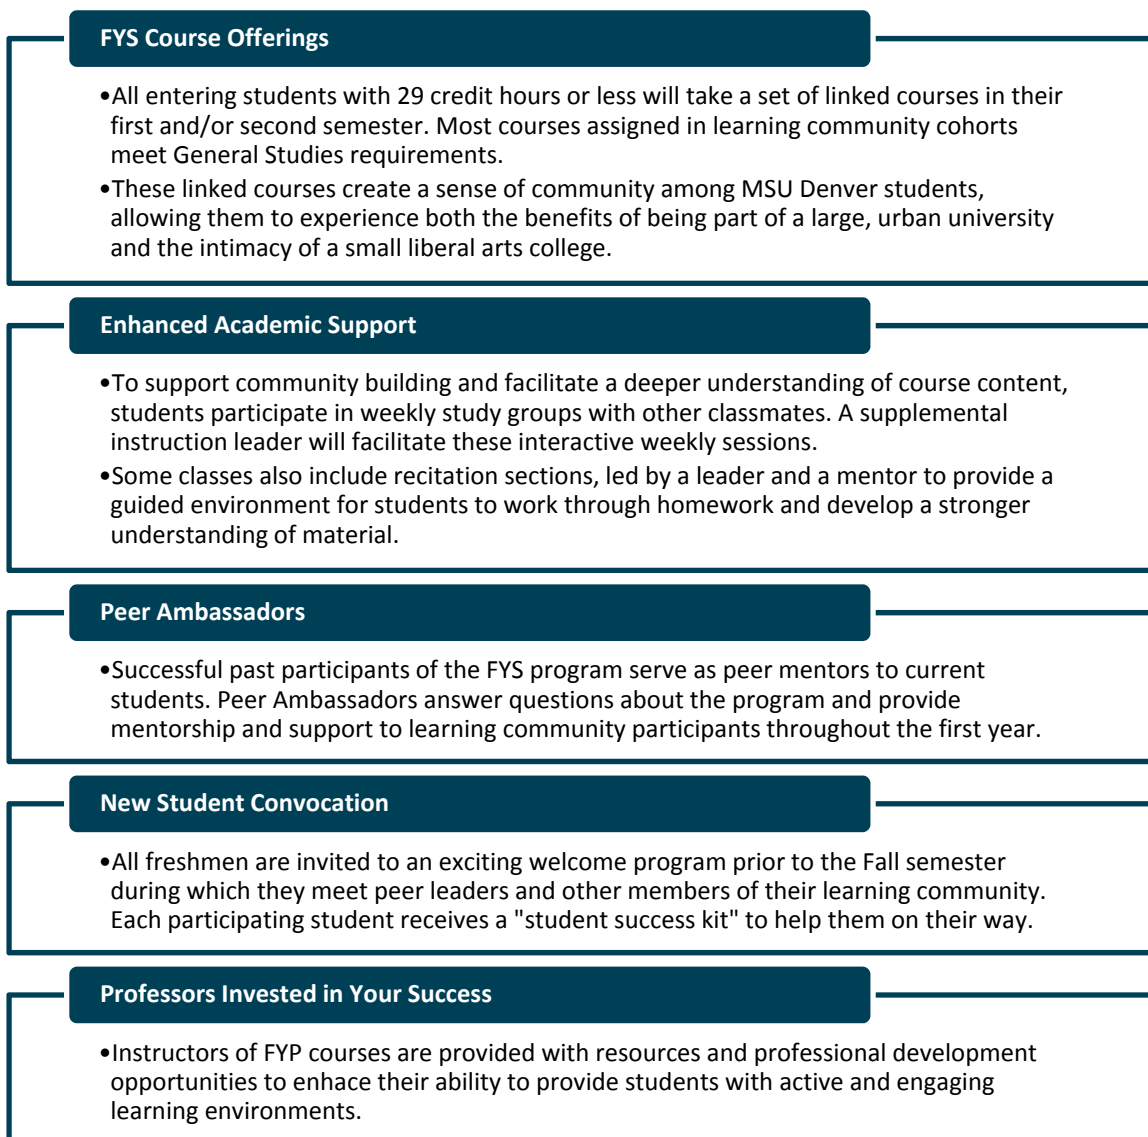 FYS Course Offerings
•All entering students with 29 credit hours or less will take a set of linked courses in their
first and/or second semester. Most courses assigned in learning community cohorts
meet General Studies requirements.
•These linked courses create a sense of community among MSU Denver students,
allowing them to experience both the benefits of being part of a large, urban university
and the intimacy of a small liberal arts college.
Enhanced Academic Support
•To support community building and facilitate a deeper understanding of course content,
students participate in weekly study groups with other classmates. A supplemental
instruction leader will facilitate these interactive weekly sessions.
•Some classes also include recitation sections, led by a leader and a mentor to provide a
guided environment for students to work through homework and develop a stronger
understanding of material.
Peer Ambassadors
•Successful past participants of the FYS program serve as peer mentors to current
students. Peer Ambassadors answer questions about the program and provide
mentorship and support to learning community participants throughout the first year.
New Student Convocation
•All freshmen are invited to an exciting welcome program prior to the Fall semester
during which they meet peer leaders and other members of their learning community.
Each participating student receives a "student success kit" to help them on their way.
Professors Invested in Your Success
•Instructors of FYP courses are provided with resources and professional development
opportunities to enhace their ability to provide students with active and engaging
learning environments.